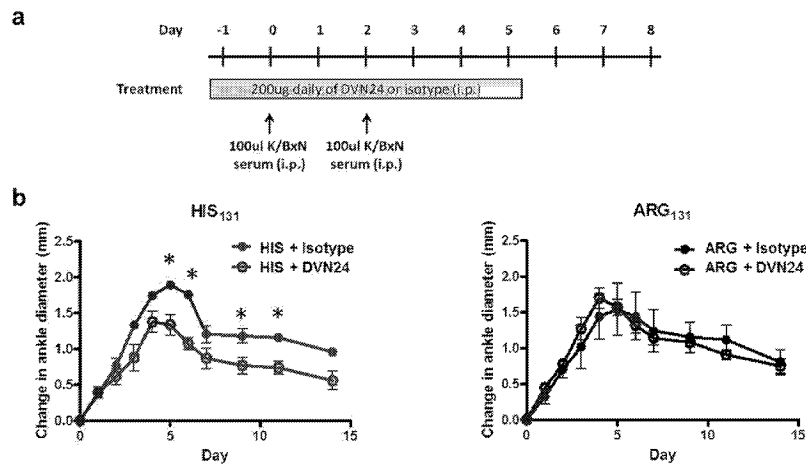 a
Day -1 0 1 2 3 4 5 6 7 8
Treatment 200ug daily of DVN24 or isotype (i.p.)
100ul K/BxN 100ul K/BxN
serum (i.p.) serum (i.p.)
b
HIS131
Change in ankle diameter (mm)
2.5
2.0
1.5
1.0
0.5
0.0
HIS + Isotype
HIS + DVN24
* * * *
0 5 10 15
Day
ARG131
Change in ankle diameter (mm)
2.5
2.0
1.5
1.0
0.5
0.0
ARG + Isotype
ARG + DVN24
0 5 10 15
Day